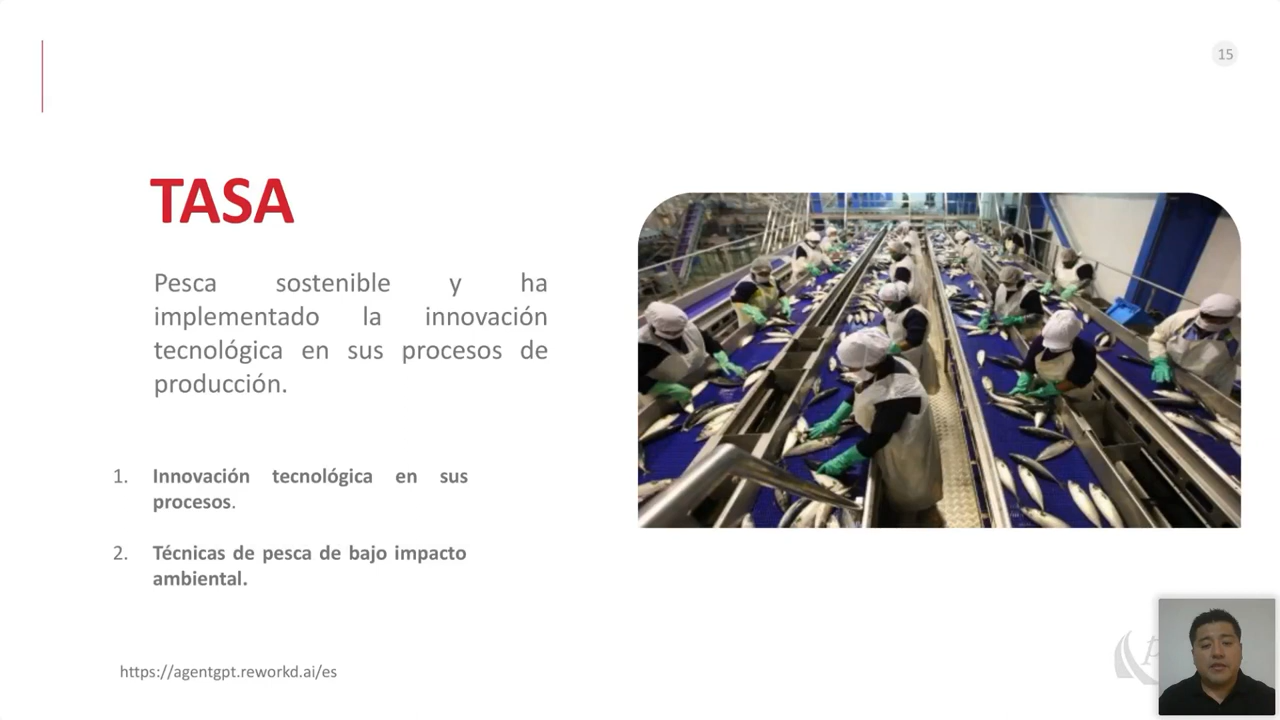 15
TASA
Pesca sostenible y ha
implementado la innovación
tecnológica en sus procesos de
producción.
1. Innovación tecnológica en sus
procesos.
2. Técnicas de pesca de bajo impacto
ambiental.
https://agentgpt.reworkd.ai/es